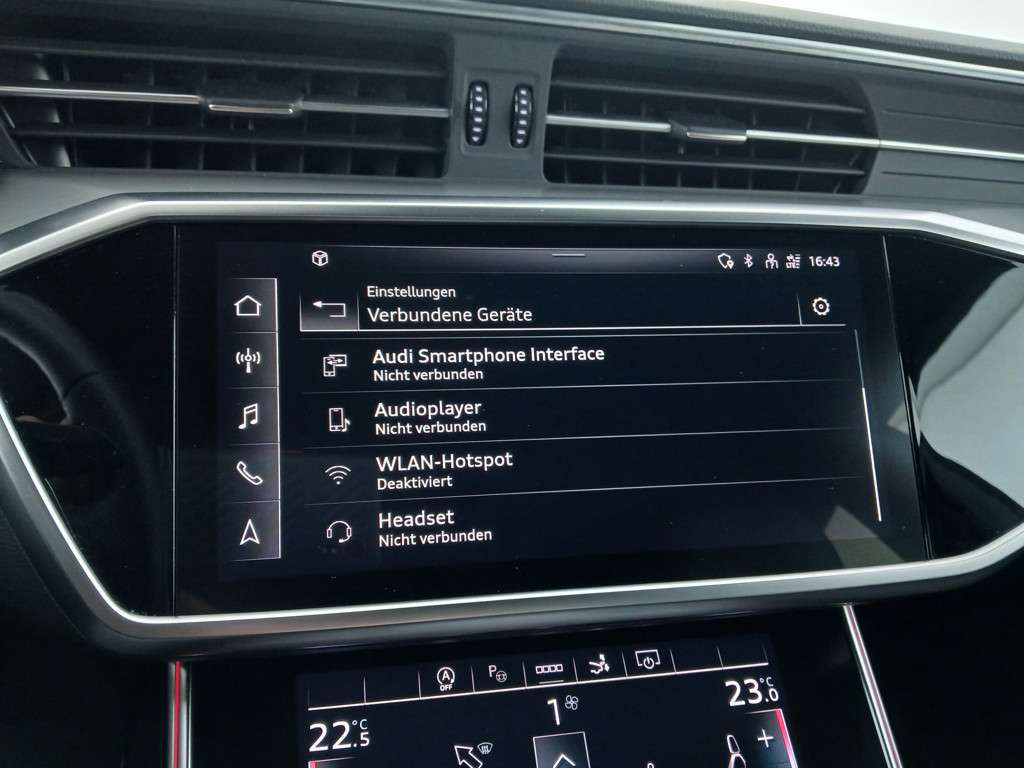 16:43
Einstellungen
Verbundene Geräte
Audi Smartphone Interface
Nicht verbunden
Audioplayer
Nicht verbunden
WLAN-Hotspot
Deaktiviert
Headset
Nicht verbunden
A
OFF
P
22.5 °C
1
23.0 °C
+